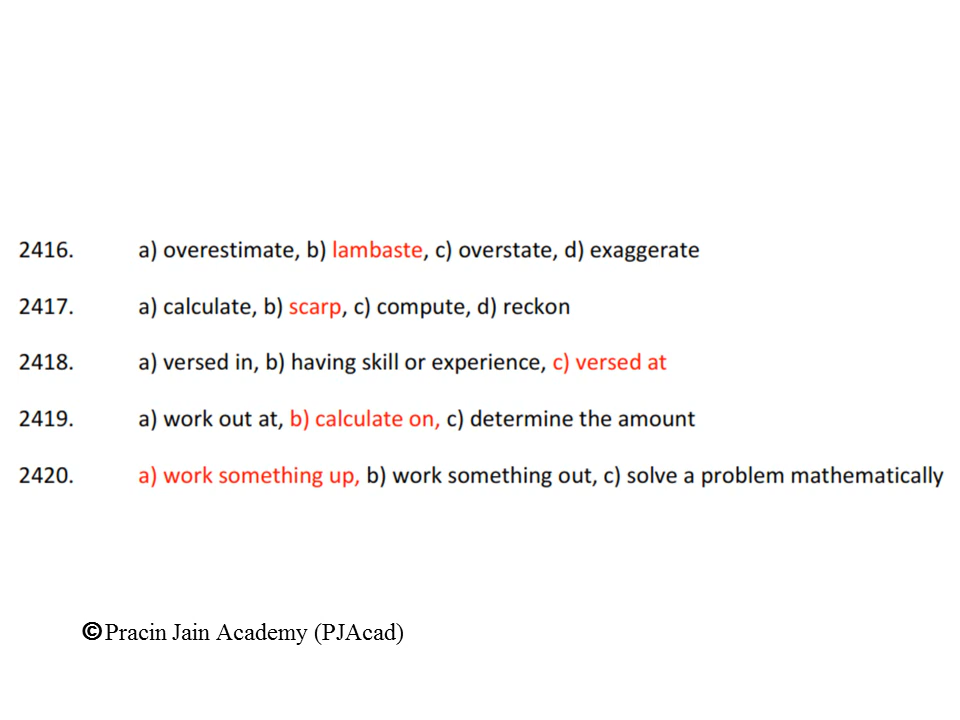 2416. a) overestimate, b) lambaste, c) overstate, d) exaggerate
2417. a) calculate, b) scarp, c) compute, d) reckon
2418. a) versed in, b) having skill or experience, c) versed at
2419. a) work out at, b) calculate on, c) determine the amount
2420. a) work something up, b) work something out, c) solve a problem mathematically
©Pracin Jain Academy (PJAcad)